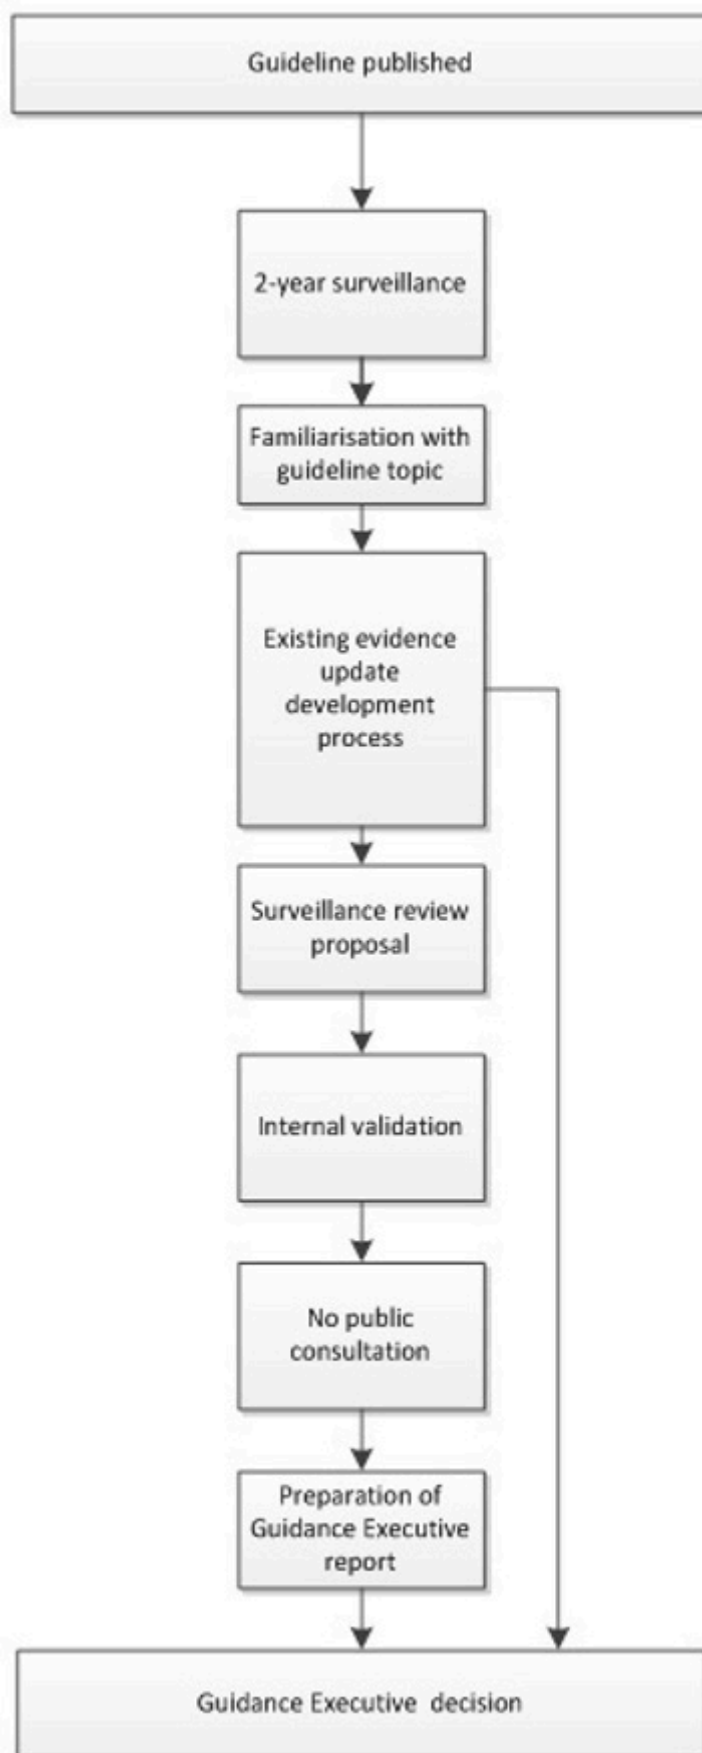 Guideline published
2-year surveillance
Familiarisation with
guideline topic
Existing evidence
update
development
process
Surveillance review
proposal
Internal validation
No public
consultation
Preparation of
Guidance Executive
report
Guidance Executive decision